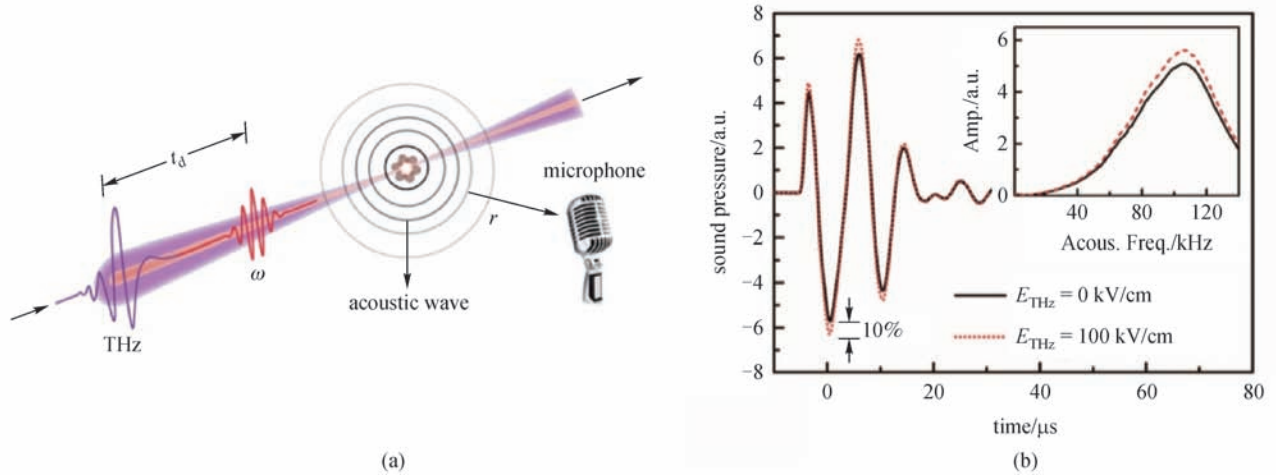 t_d
ω
THz
r
microphone
acoustic wave
(a)
sound pressure/a.u.
8
6
4
2
0
−2
−4
−6
−8
0
20
40
60
80
time/μs
10%
E_THz = 0 kV/cm
E_THz = 100 kV/cm
Amp./a.u.
6
4
2
0
40
80
120
Acous. Freq./kHz
(b)